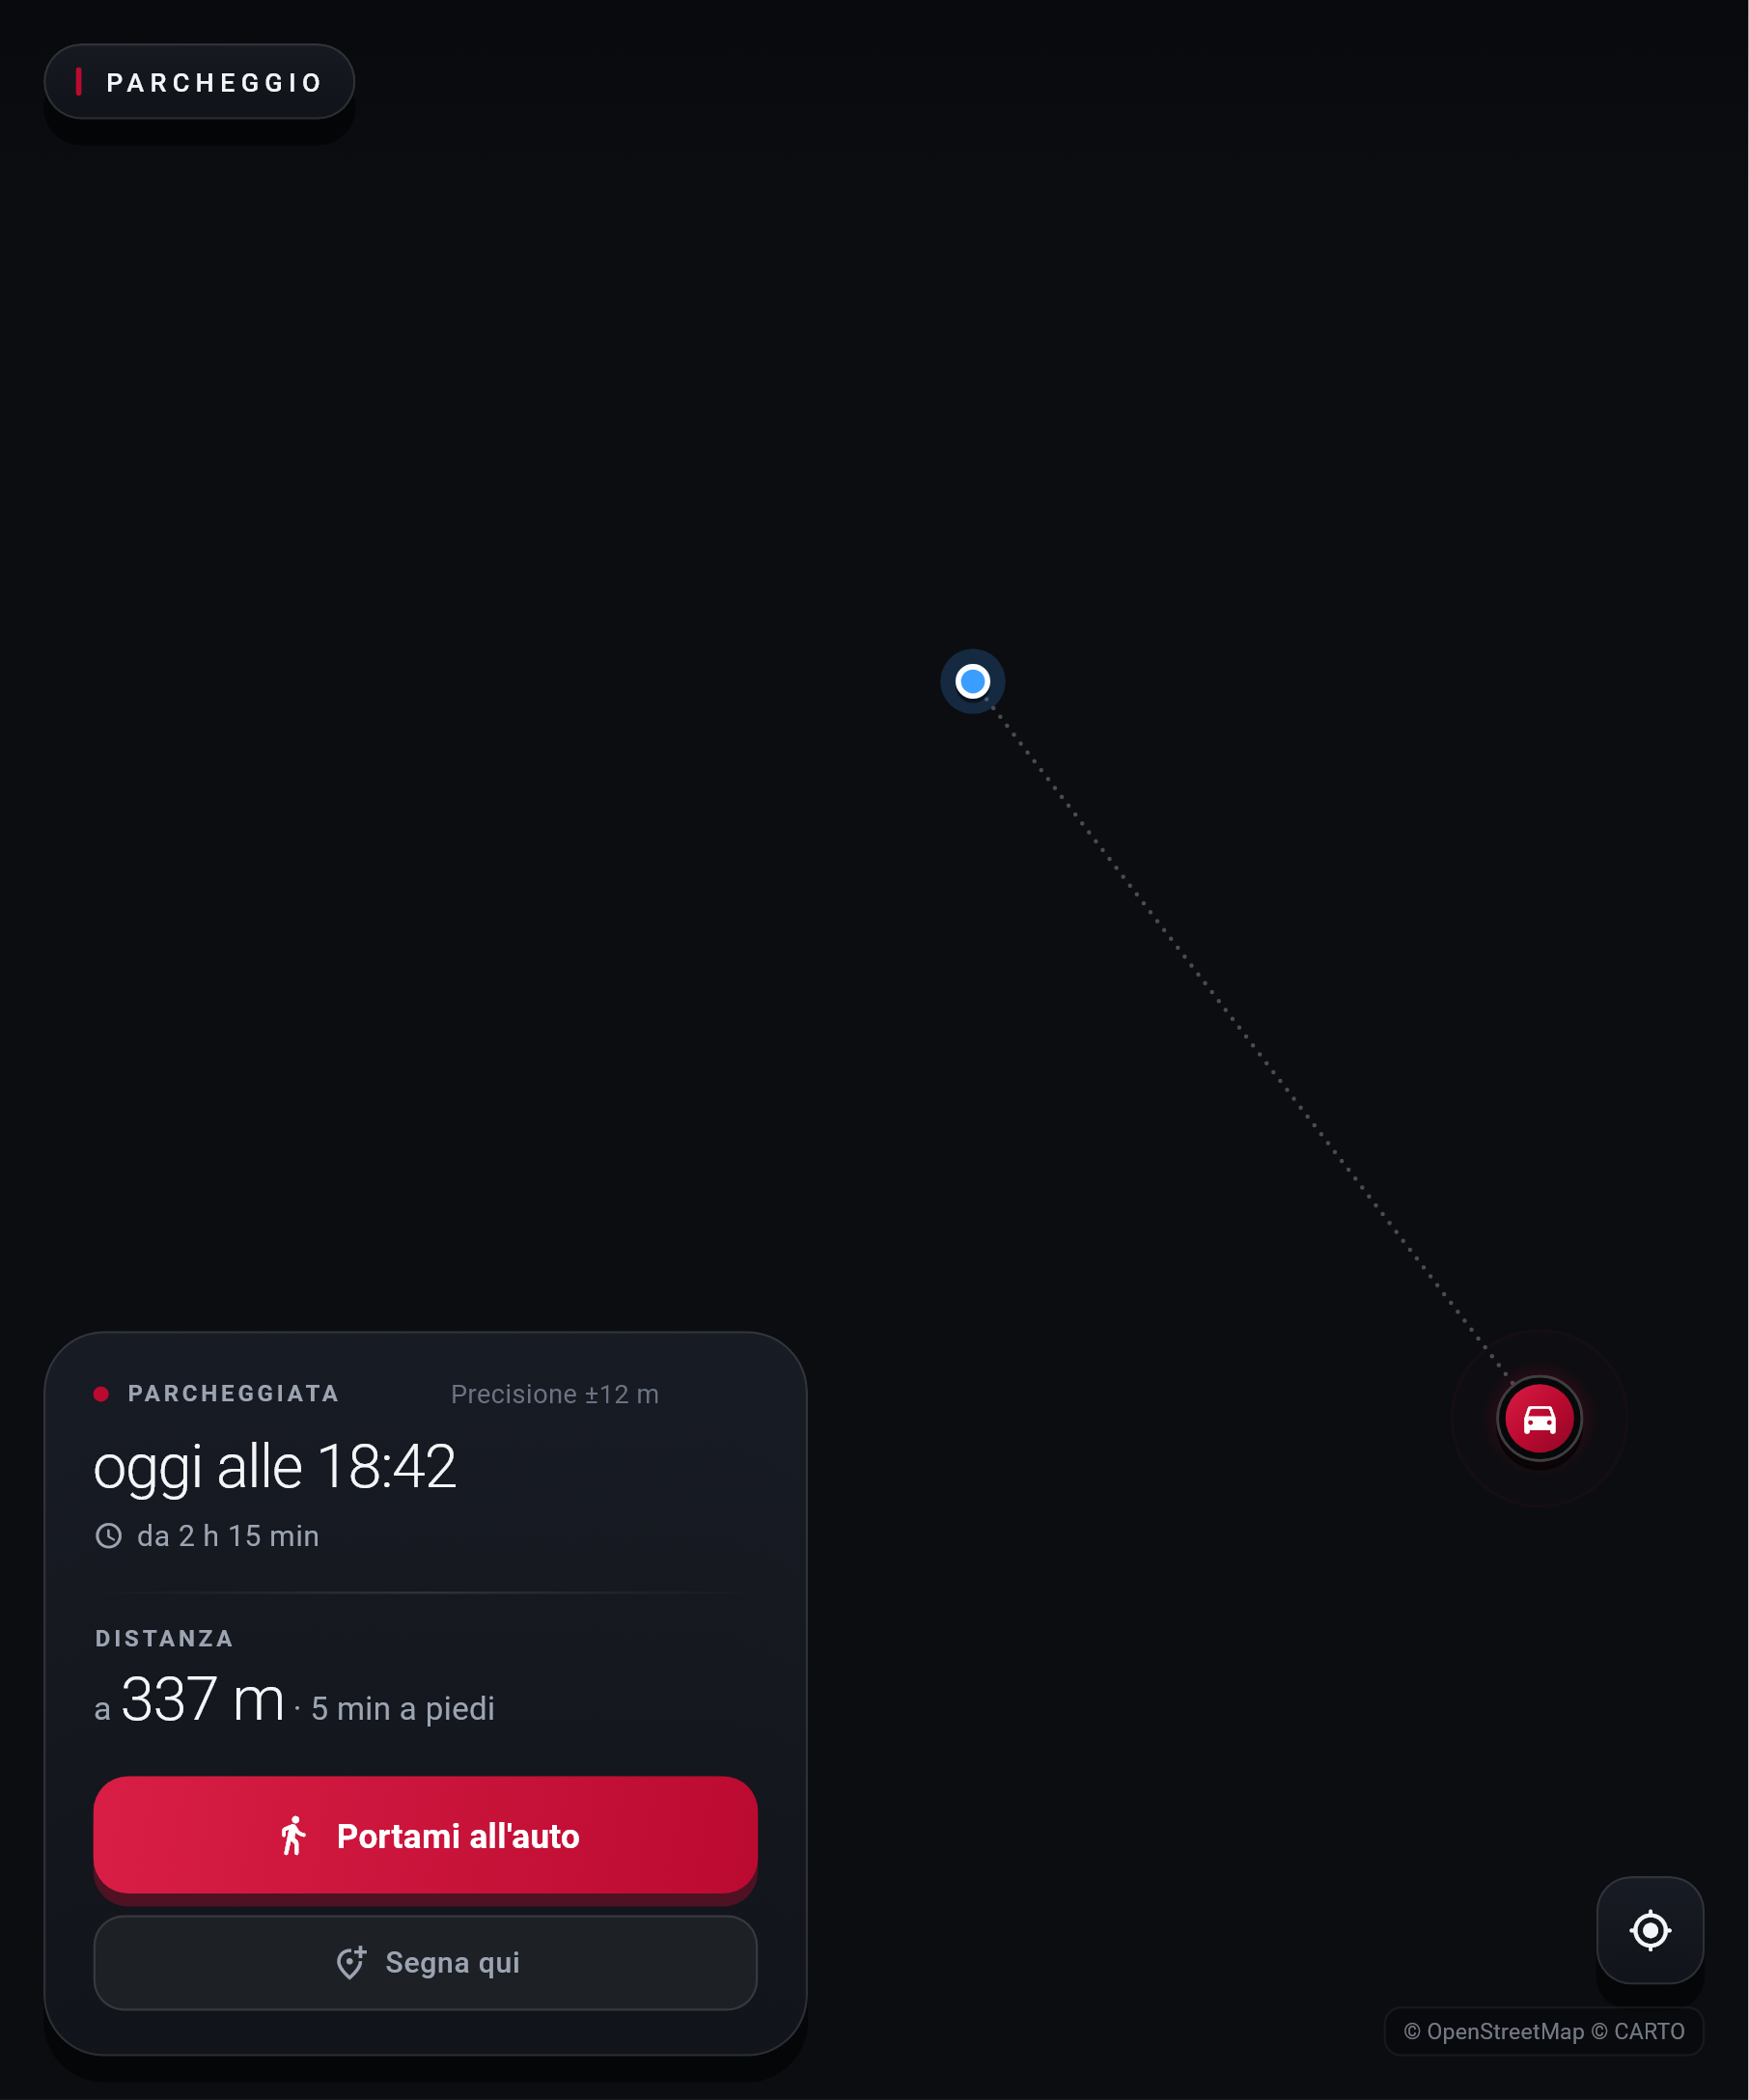 PARCHEGGIO
PARCHEGGIATA Precisione ±12 m
oggi alle 18:42
da 2 h 15 min
DISTANZA
a 337 m · 5 min a piedi
Portami all'auto
Segna qui
© OpenStreetMap © CARTO